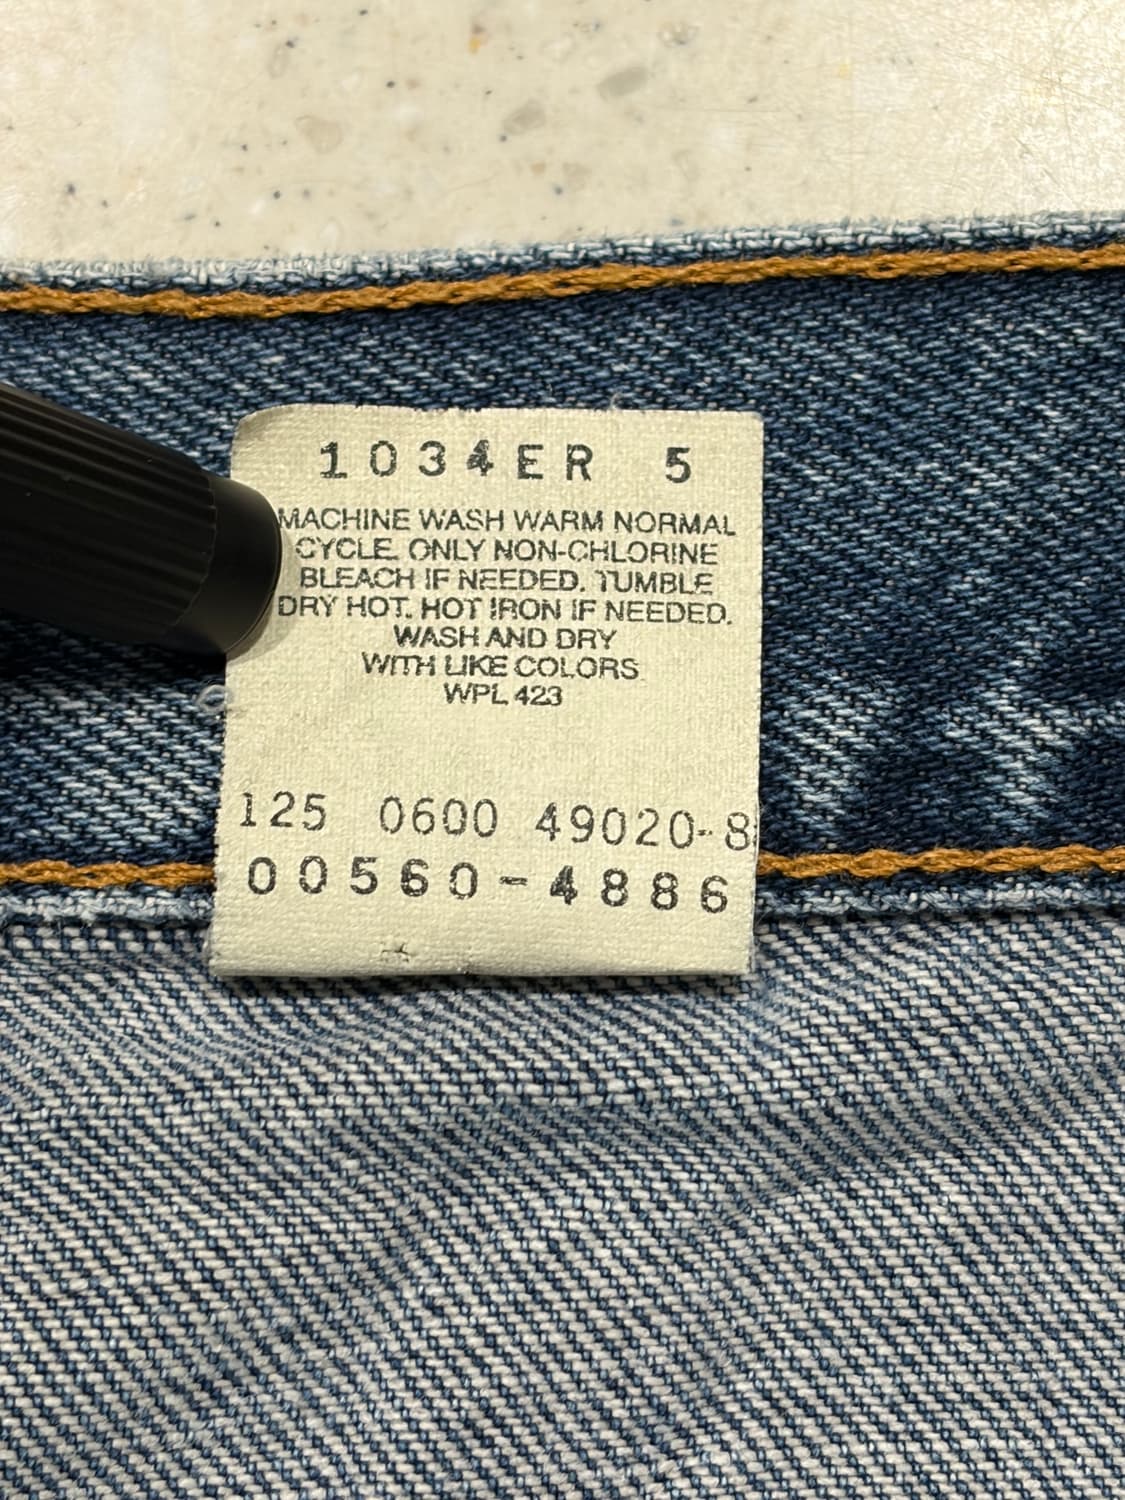 1034ER 5
MACHINE WASH WARM NORMAL
CYCLE. ONLY NON-CHLORINE
BLEACH IF NEEDED. TUMBLE
DRY HOT. HOT IRON IF NEEDED.
WASH AND DRY
WITH LIKE COLORS
WPL 423
125 0600 49020-8
00560-4886